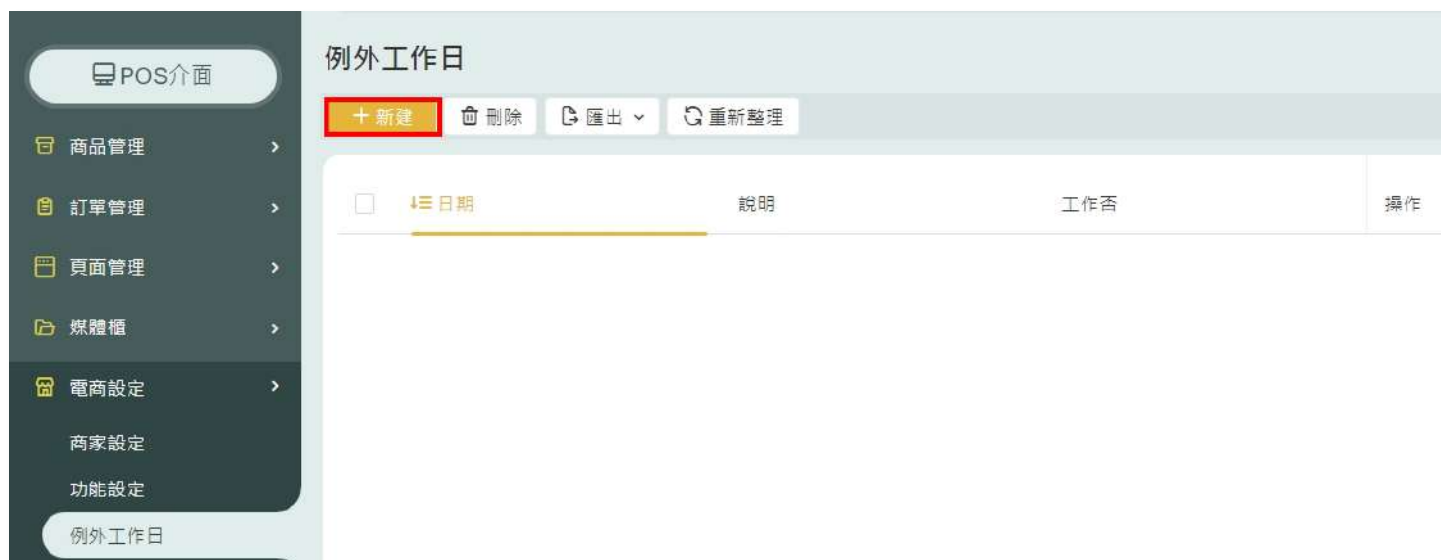 POS介面
商品管理
訂單管理
頁面管理
媒體櫃
電商設定
商家設定
功能設定
例外工作日
例外工作日
新建 刪除 匯出 重新整理
日期 說明 工作否 操作